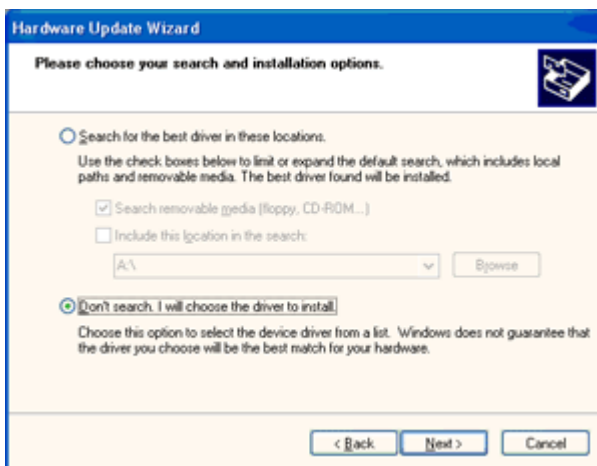 Hardware Update Wizard
Please choose your search and installation options.
Search for the best driver in these locations.
Use the check boxes below to limit or expand the default search, which includes local
paths and removable media. The best driver found will be installed.
Search removable media (floppy, CD-ROM...)
Include this location in the search:
A:\
Browse
Don't search. I will choose the driver to install.
Choose this option to select the device driver from a list. Windows does not guarantee that
the driver you choose will be the best match for your hardware.
< Back Next > Cancel